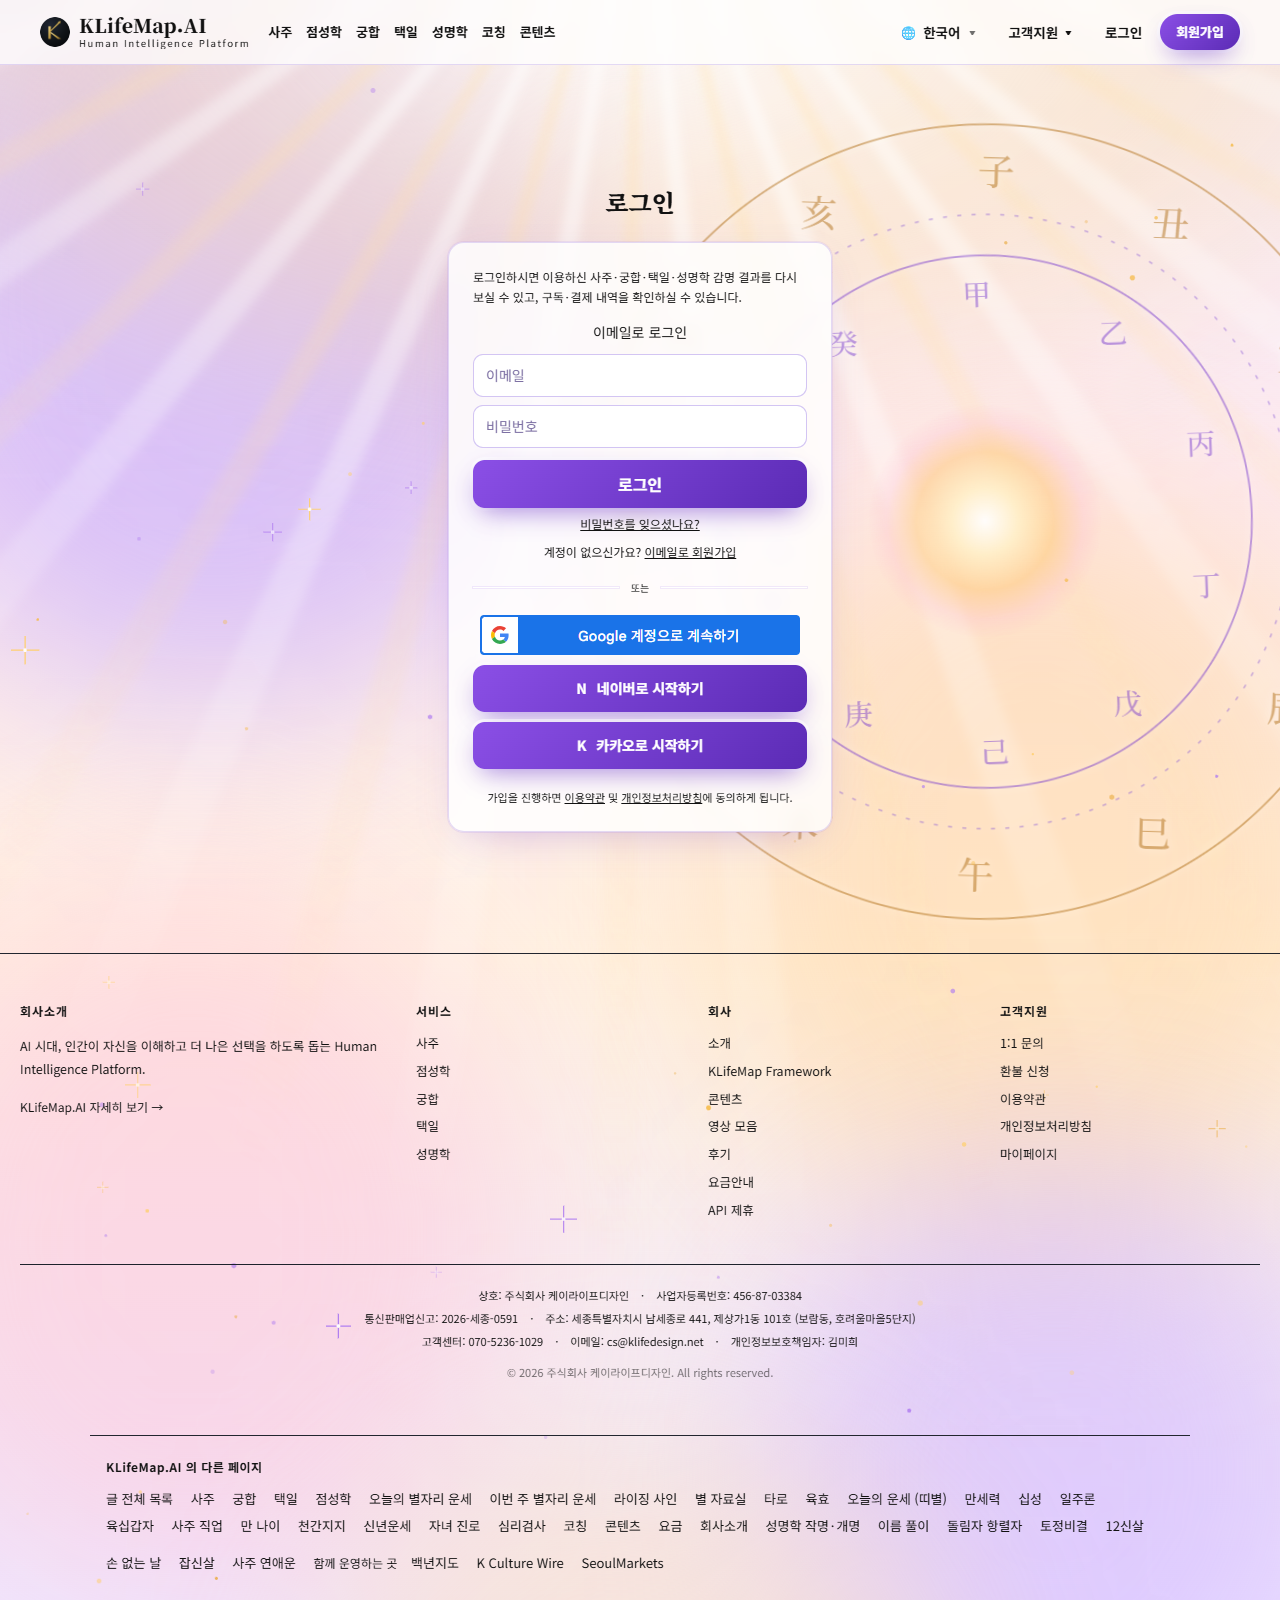 KLifeMap.AI
Human Intelligence Platform
사주 점성학 궁합 택일 성명학 코칭 콘텐츠
한국어 고객지원 로그인 회원가입
子
亥
丑
로그인
로그인하시면 이용하신 사주·궁합·택일·성명학 감명 결과를 다시
보실 수 있고, 구독·결제 내역을 확인하실 수 있습니다.
甲
乙
癸
이메일로 로그인
이메일
비밀번호
丙
로그인
비밀번호를 잊으셨나요?
계정이 없으신가요? 이메일로 회원가입
또는
丁
Google 계정으로 계속하기
N 네이버로 시작하기
戊
庚
K 카카오로 시작하기
己
가입을 진행하면 이용약관 및 개인정보처리방침에 동의하게 됩니다.
巳
午
회사소개
AI 시대, 인간이 자신을 이해하고 더 나은 선택을 하도록 돕는 Human
Intelligence Platform.
KLifeMap.AI 자세히 보기 →
서비스
사주
점성학
궁합
택일
성명학
회사
소개
KLifeMap Framework
콘텐츠
영상 모음
후기
요금안내
API 제휴
고객지원
1:1 문의
환불 신청
이용약관
개인정보처리방침
마이페이지
상호: 주식회사 케이라이프디자인 · 사업자등록번호: 456-87-03384
통신판매업신고: 2026-세종-0591 · 주소: 세종특별자치시 남세종로 441, 제상가1동 101호 (보람동, 호려울마을5단지)
고객센터: 070-5236-1029 · 이메일: cs@klifedesign.net · 개인정보보호책임자: 김미희
© 2026 주식회사 케이라이프디자인. All rights reserved.
KLifeMap.AI 의 다른 페이지
글 전체 목록 사주 궁합 택일 점성학 오늘의 별자리 운세 이번 주 별자리 운세 라이징 사인 별 자료실 타로 육효 오늘의 운세 (띠별) 만세력 십성 일주론
육십갑자 사주 직업 만 나이 천간지지 신년운세 자녀 진로 심리검사 코칭 콘텐츠 요금 회사소개 성명학 작명·개명 이름 풀이 돌림자 항렬자 토정비결 12신살
손 없는 날 잡신살 사주 연애운 함께 운영하는 곳 백년지도 K Culture Wire SeoulMarkets